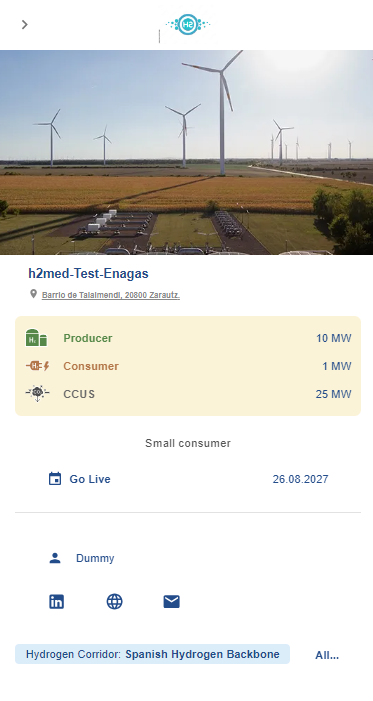 H2
h2med-Test-Enagas
Barrio de Talaimendi, 20800 Zarautz.
Producer 10 MW
Consumer 1 MW
CCUS 25 MW
Small consumer
Go Live 26.08.2027
Dummy
Hydrogen Corridor: Spanish Hydrogen Backbone All...